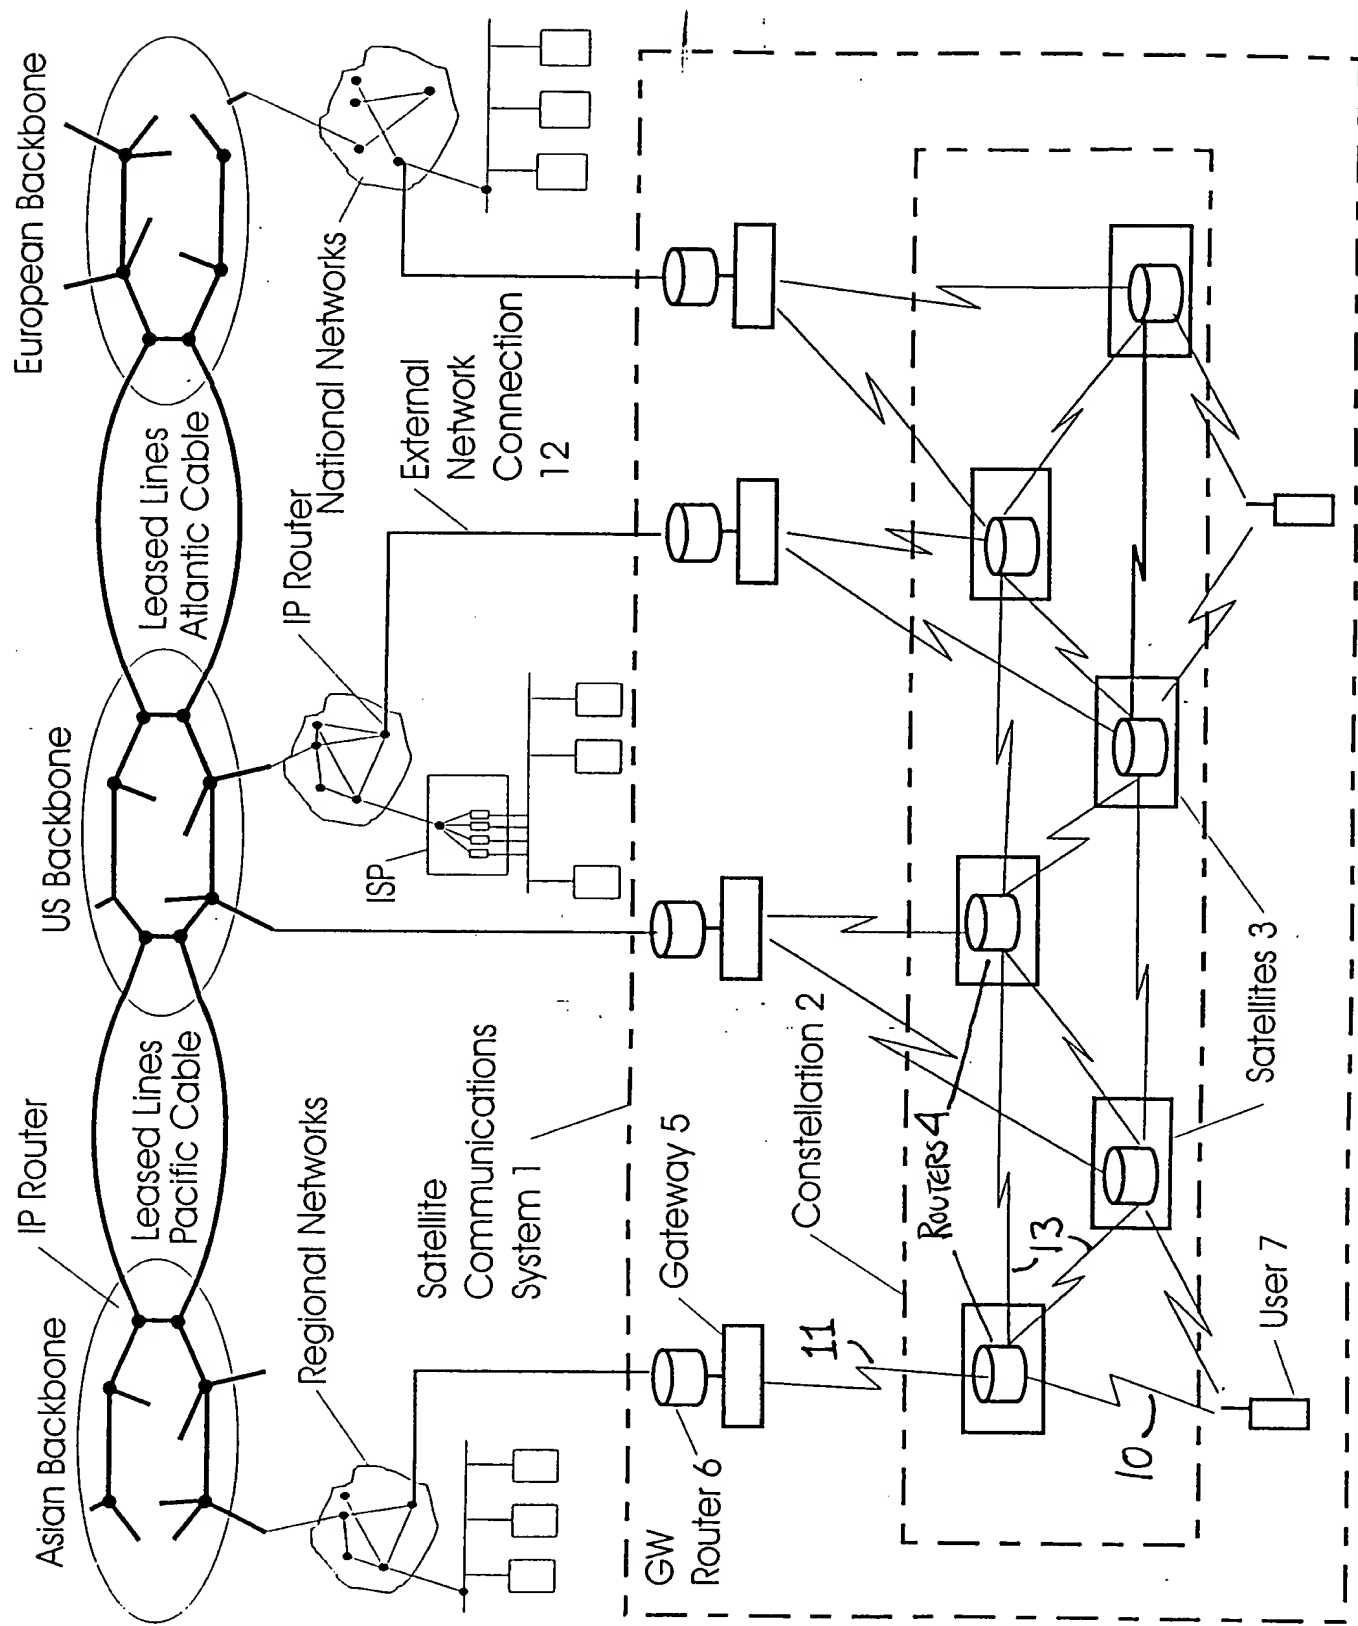 Asian Backbone
IP Router
US Backbone
European Backbone
Leased Lines
Pacific Cable
Leased Lines
Atlantic Cable
Regional Networks
ISP
IP Router
National Networks
External
Network
Connection
12
Satellite
Communications
System 1
GW
Router 6
Gateway 5
11
Constellation 2
ROUTERS 4
13
10
User 7
Satellites 3